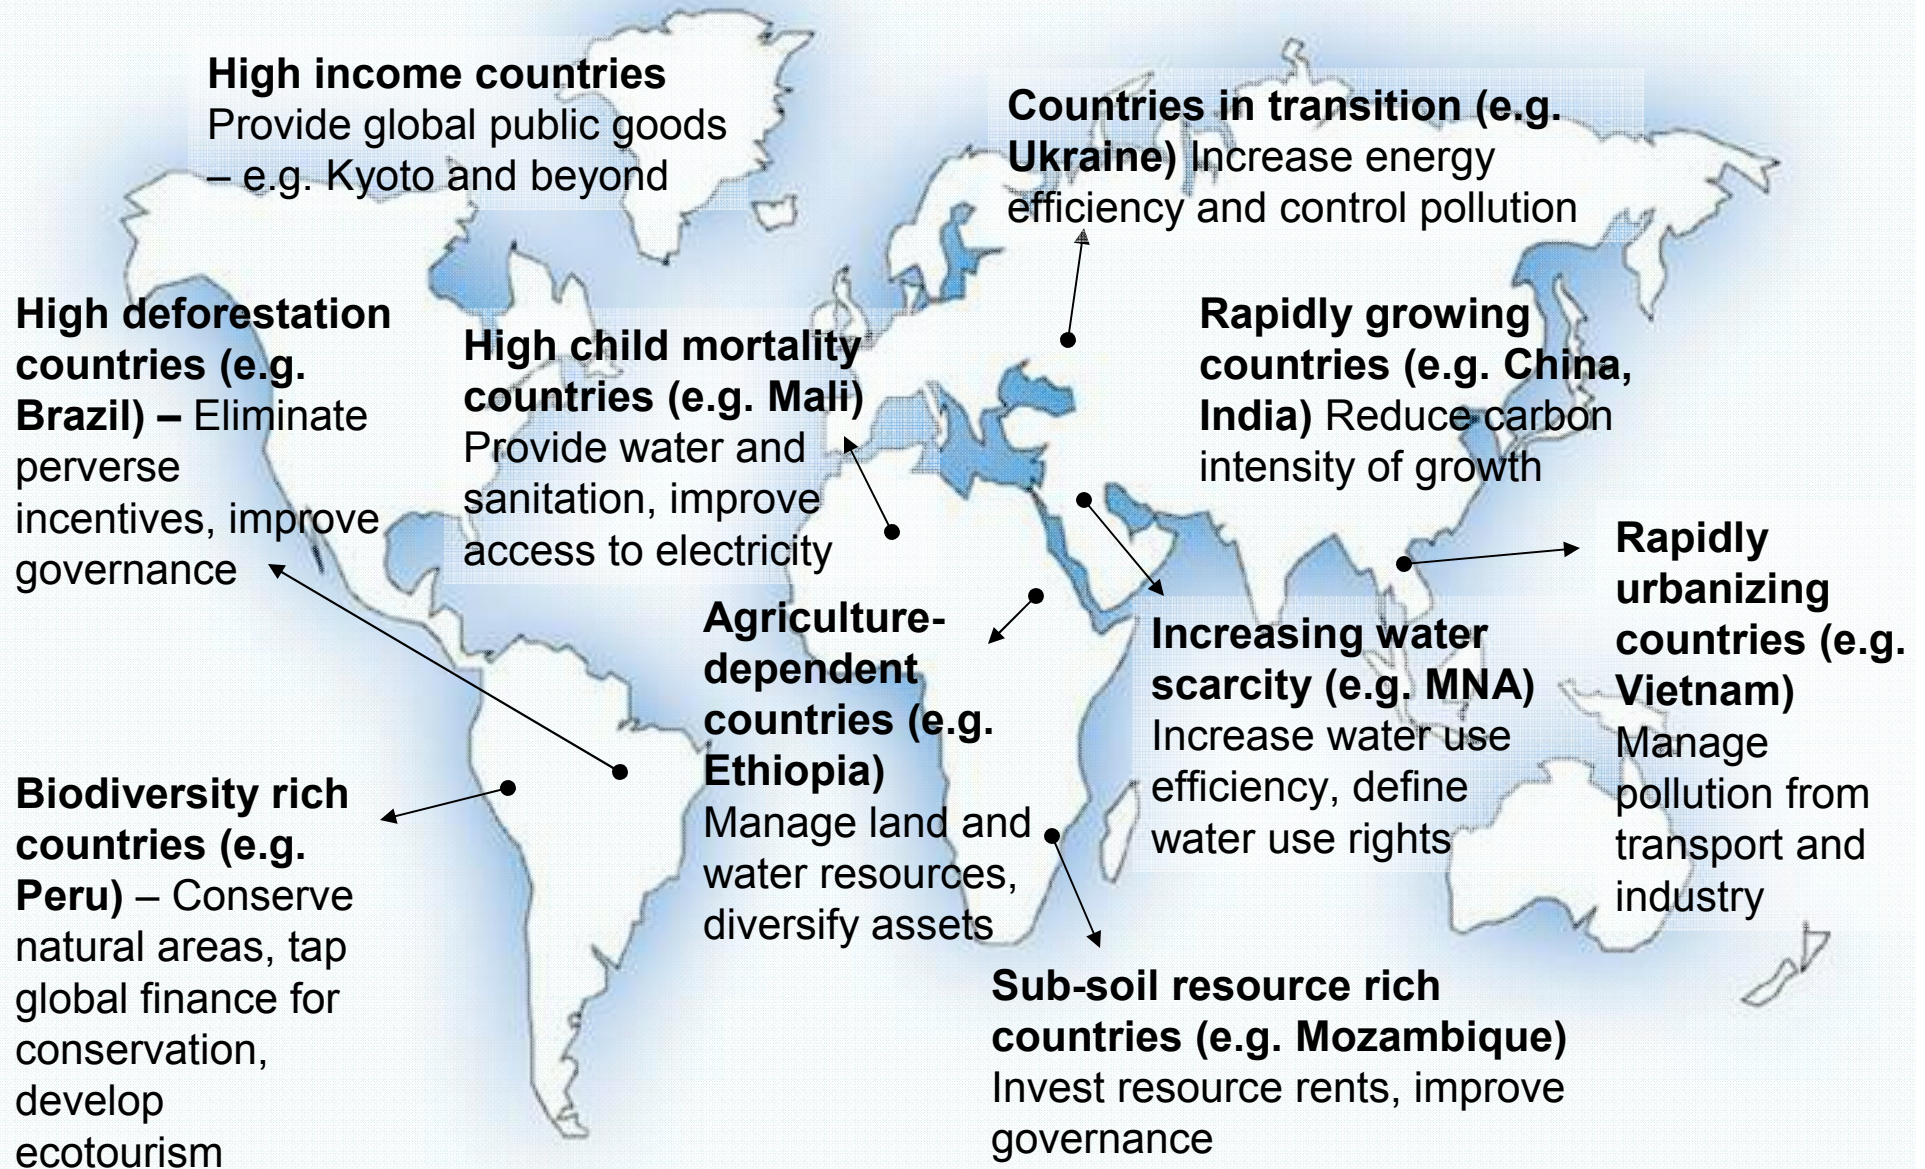 High income countries
Provide global public goods
– e.g. Kyoto and beyond
Countries in transition (e.g.
Ukraine) Increase energy
efficiency and control pollution
High deforestation
countries (e.g.
Brazil) – Eliminate
perverse
incentives, improve
governance
High child mortality
countries (e.g. Mali)
Provide water and
sanitation, improve
access to electricity
Rapidly growing
countries (e.g. China,
India) Reduce carbon
intensity of growth
Rapidly
urbanizing
countries (e.g.
Vietnam)
Manage
pollution from
transport and
industry
Agriculture-
dependent
countries (e.g.
Ethiopia)
Manage land and
water resources,
diversify assets
Increasing water
scarcity (e.g. MNA)
Increase water use
efficiency, define
water use rights
Biodiversity rich
countries (e.g.
Peru) – Conserve
natural areas, tap
global finance for
conservation,
develop
ecotourism
Sub-soil resource rich
countries (e.g. Mozambique)
Invest resource rents, improve
governance